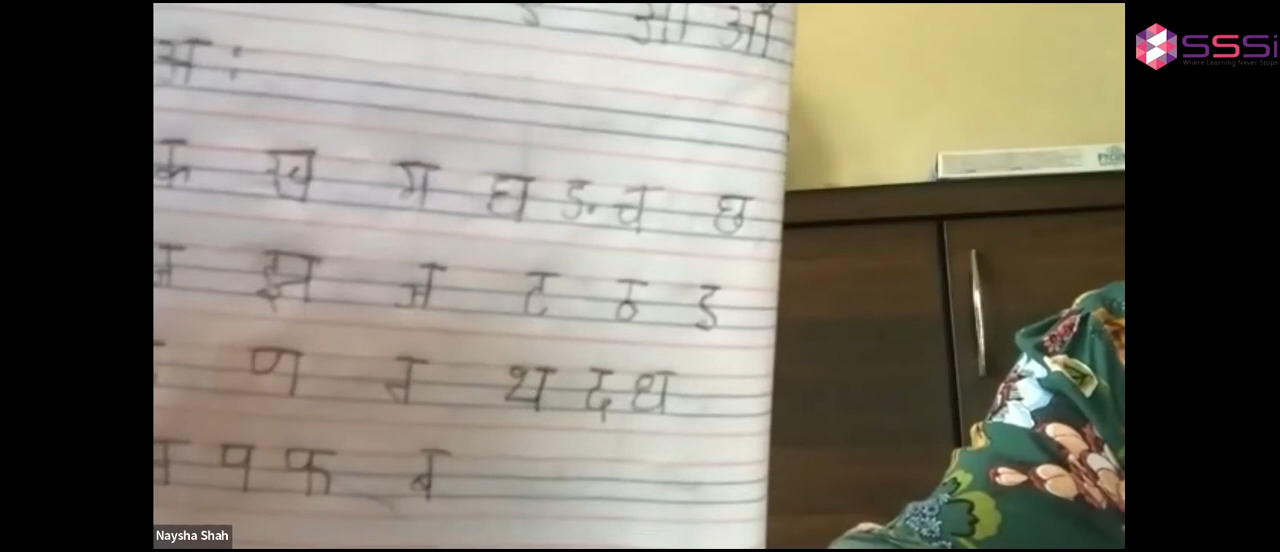 ओ औ
अः
क ख ग घ ङ च छ
ज झ ञ ट ठ ड
ण त थ द ध
न प फ ब
Naysha Shah
SSSi
Where Learning Never Stops